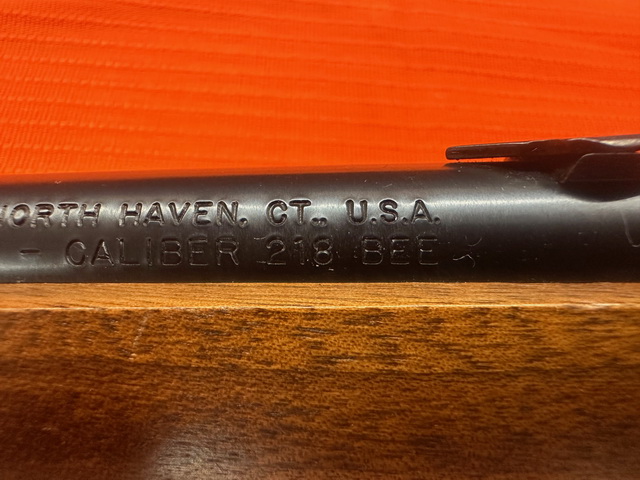 NORTH HAVEN, CT., U.S.A.
- CALIBER 218 BEE